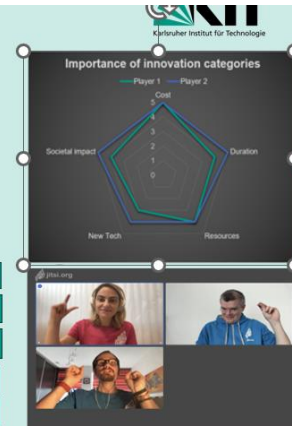 KIT
Karlsruher Institut für Technologie
Importance of innovation categories
Player 1 Player 2
Cost
5
4
3
2
1
0
Societal impact
Duration
New Tech
Resources
jitsi.org